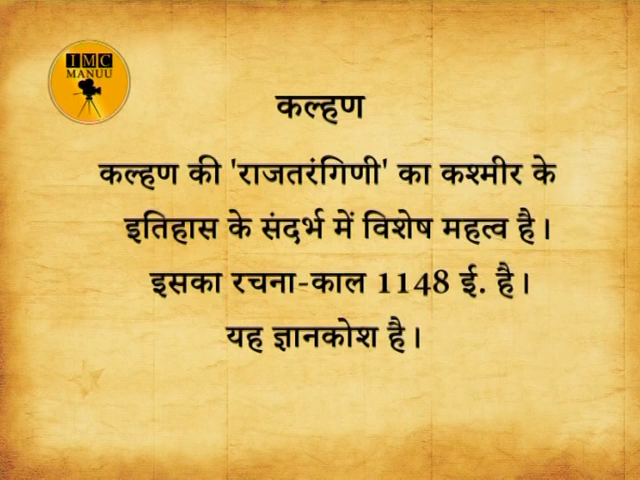 IMC
MANUU
कल्हण
कल्हण की 'राजतरंगिणी' का कश्मीर के
इतिहास के संदर्भ में विशेष महत्व है।
इसका रचना-काल 1148 ई. है।
यह ज्ञानकोश है।